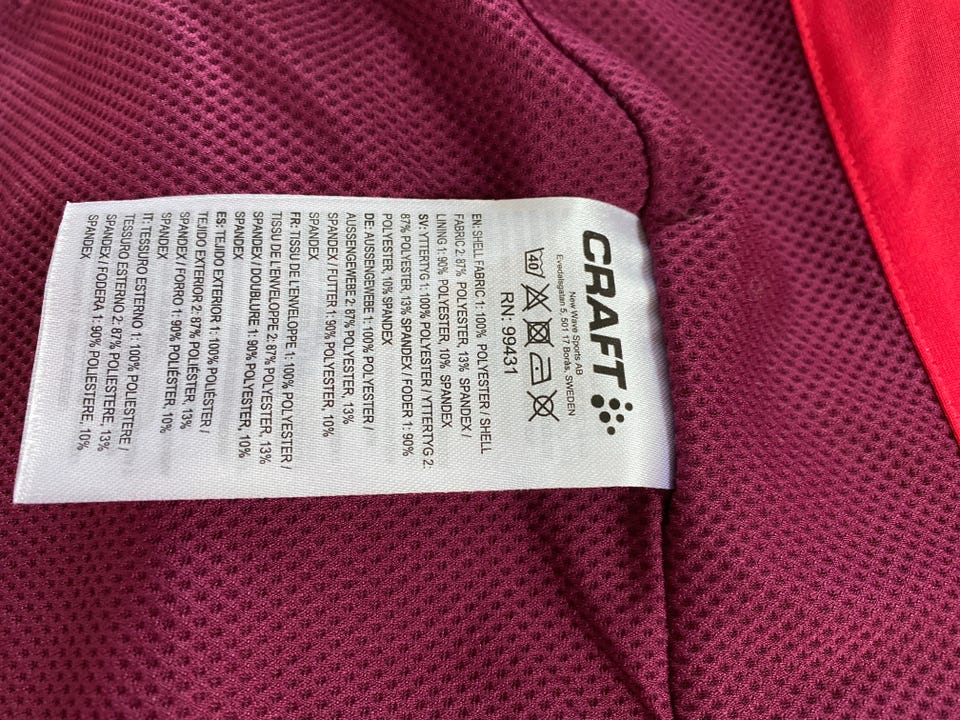 CRAFT
New Wave Sports AB
Evedalsgatan 5, 501 17 Borås, SWEDEN
RN: 99431
EN: SHELL FABRIC 1: 100% POLYESTER / SHELL
FABRIC 2: 87% POLYESTER, 13% SPANDEX /
LINING 1: 90% POLYESTER, 10% SPANDEX
SV: YTTERTYG 1: 100% POLYESTER / YTTERTYG 2:
87% POLYESTER, 13% SPANDEX / FODER 1: 90%
POLYESTER, 10% SPANDEX
DE: AUSSENGEWEBE 1: 100% POLYESTER /
AUSSENGEWEBE 2: 87% POLYESTER, 13%
SPANDEX / FUTTER 1: 90% POLYESTER, 10%
SPANDEX
FR: TISSU DE L'ENVELOPPE 1: 100% POLYESTER /
TISSU DE L'ENVELOPPE 2: 87% POLYESTER, 13%
SPANDEX / DOUBLURE 1: 90% POLYESTER, 10%
SPANDEX
ES: TEJIDO EXTERIOR 1: 100% POLIÉSTER /
TEJIDO EXTERIOR 2: 87% POLIÉSTER, 13%
SPANDEX / FORRO 1: 90% POLIÉSTER, 10%
SPANDEX
IT: TESSURO ESTERNO 1: 100% POLIESTERE /
TESSURO ESTERNO 2: 87% POLIESTERE, 13%
SPANDEX / FODERA 1: 90% POLIESTERE, 10%
SPANDEX